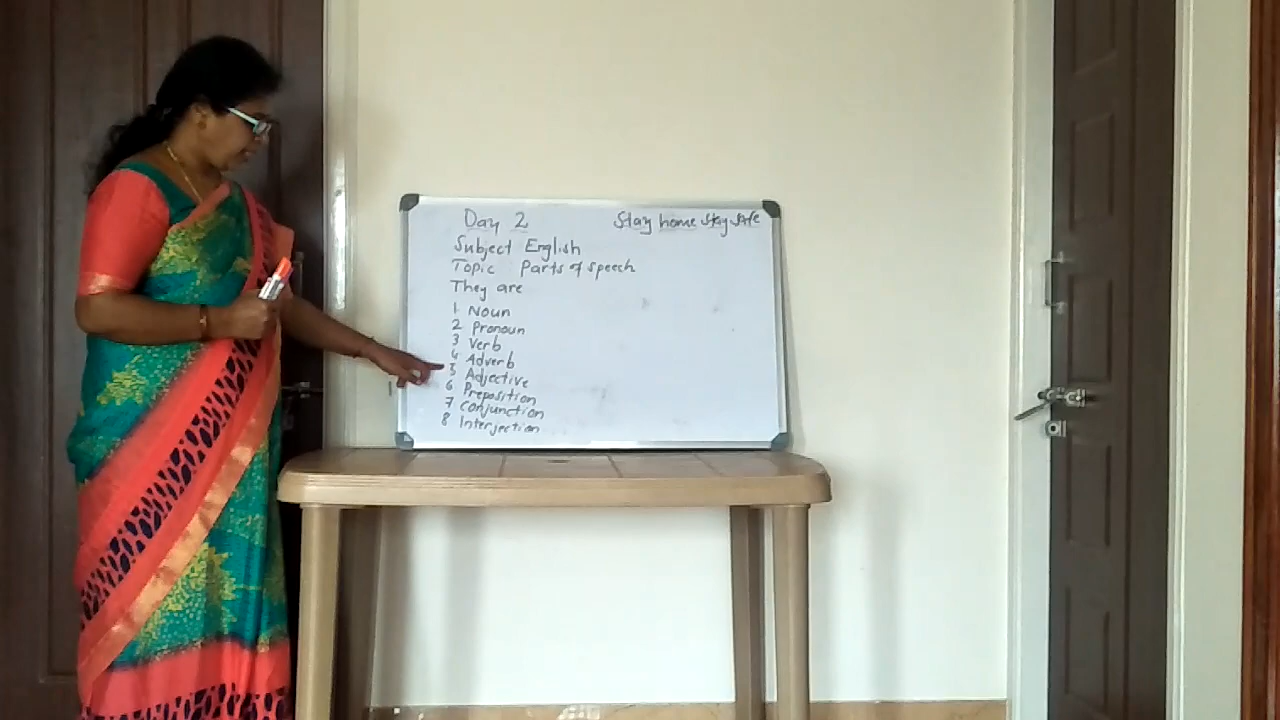 Day 2 Stay home stay safe
Subject English
Topic Parts of speech
They are
1 Noun
2 Pronoun
3 Verb
4 Adverb
5 Adjective
6 Preposition
7 Conjunction
8 Interjection